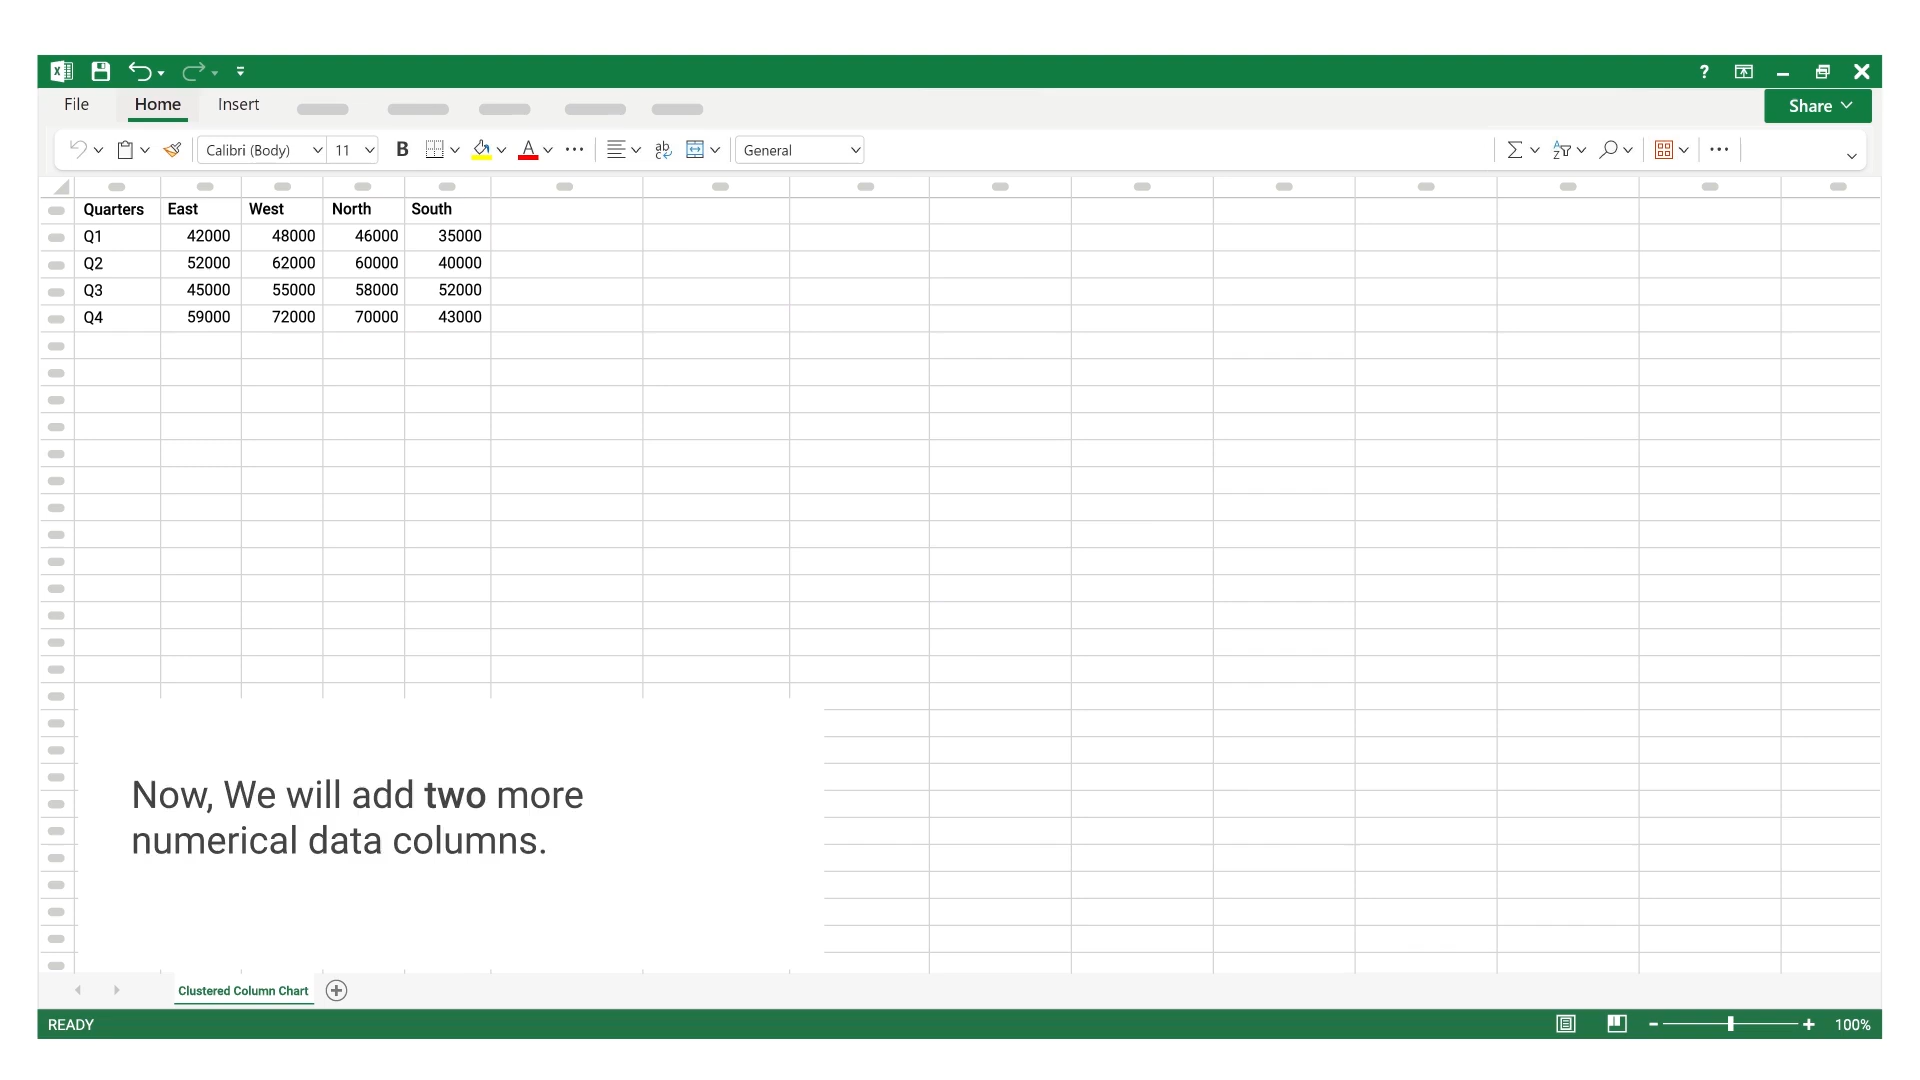 File Home Insert
Share
Calibri (Body) 11 B A ab c General
Quarters East West North South
Q1 42000 48000 46000 35000
Q2 52000 62000 60000 40000
Q3 45000 55000 58000 52000
Q4 59000 72000 70000 43000
Now, We will add two more
numerical data columns.
Clustered Column Chart
READY 100%